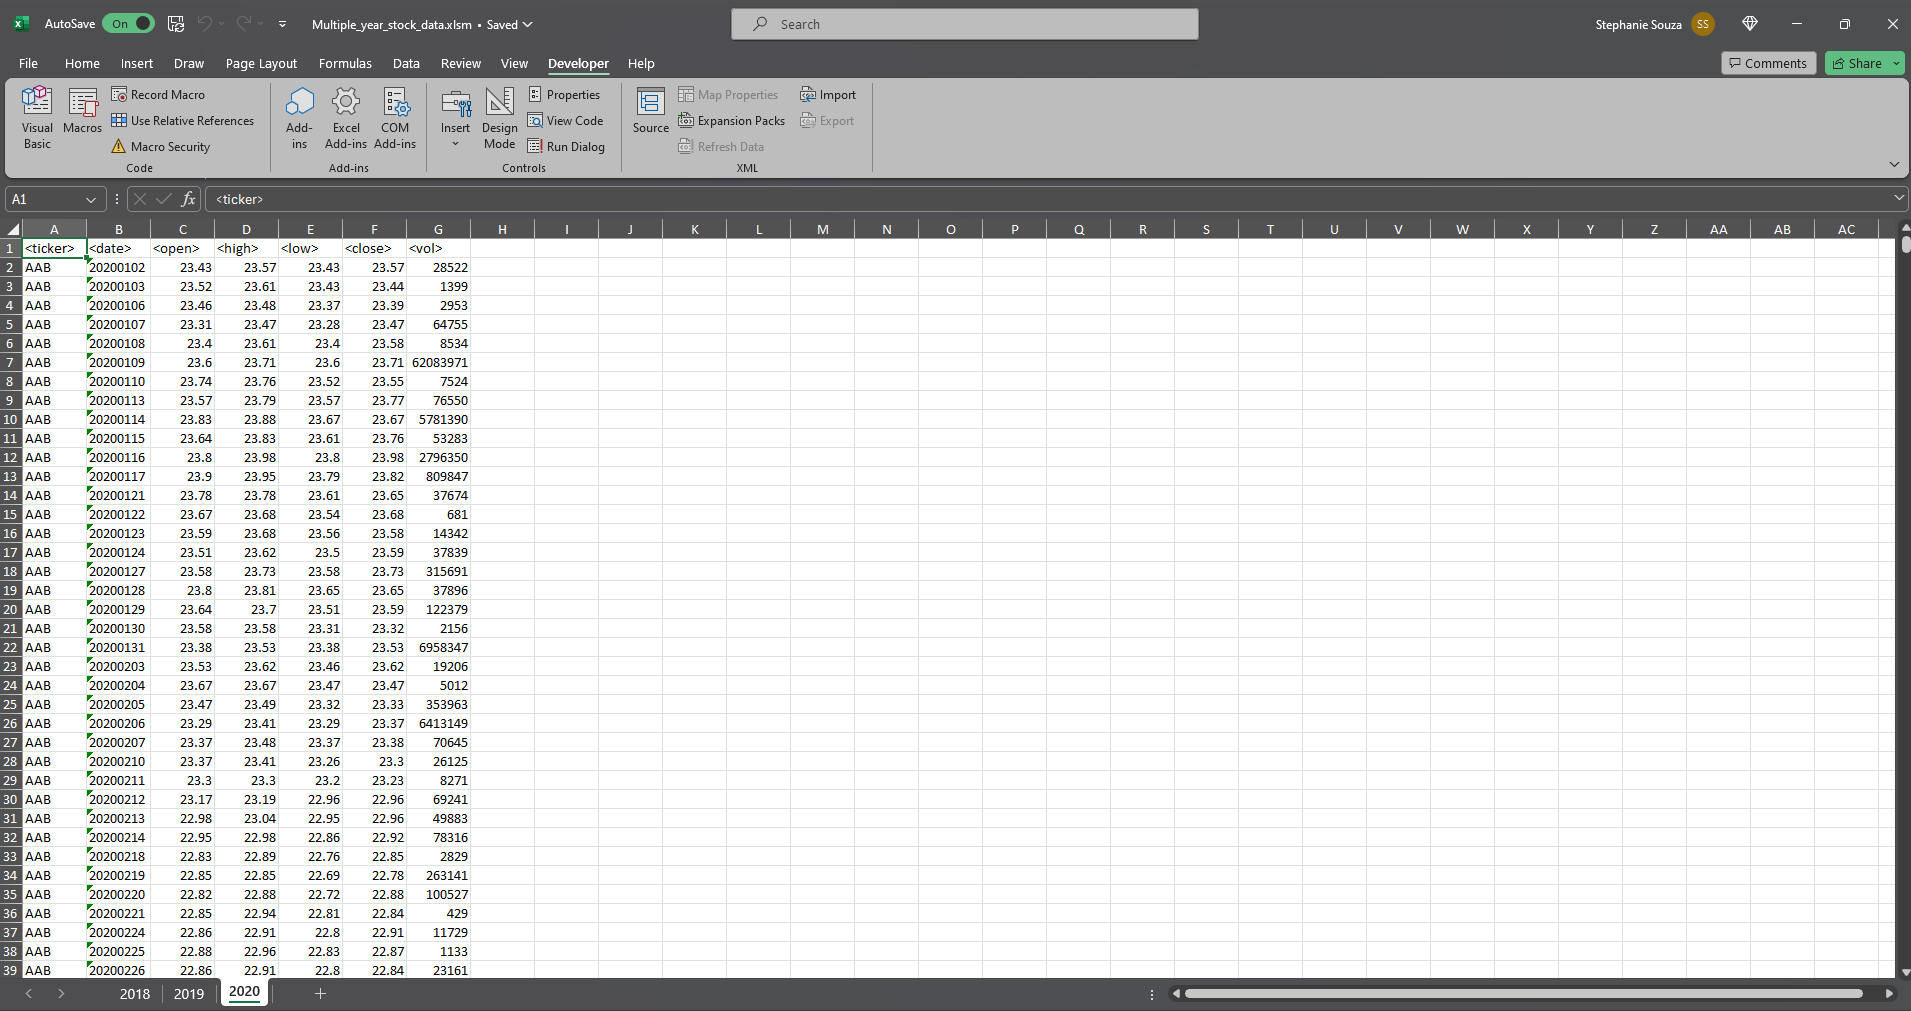 AutoSave On Multiple_year_stock_data.xlsm • Saved Search Stephanie Souza SS
File Home Insert Draw Page Layout Formulas Data Review View Developer Help Comments Share
Visual Basic
Macros
Record Macro
Use Relative References
Macro Security
Code
Add-ins
Excel Add-ins
COM Add-ins
Add-ins
Insert
Design Mode
Properties
View Code
Run Dialog
Controls
Source
Map Properties
Expansion Packs
Refresh Data
Import
Export
XML
A1 fx <ticker>
A B C D E F G H I J K L M N O P Q R S T U V W X Y Z AA AB AC
1 <ticker> <date> <open> <high> <low> <close> <vol>
2 AAB 20200102 23.43 23.57 23.43 23.57 28522
3 AAB 20200103 23.52 23.61 23.43 23.44 1399
4 AAB 20200106 23.46 23.48 23.37 23.39 2953
5 AAB 20200107 23.31 23.47 23.28 23.47 64755
6 AAB 20200108 23.4 23.61 23.4 23.58 8534
7 AAB 20200109 23.6 23.71 23.6 23.71 62083971
8 AAB 20200110 23.74 23.76 23.52 23.55 7524
9 AAB 20200113 23.57 23.79 23.57 23.77 76550
10 AAB 20200114 23.83 23.88 23.67 23.67 5781390
11 AAB 20200115 23.64 23.83 23.61 23.76 53283
12 AAB 20200116 23.8 23.98 23.8 23.98 2796350
13 AAB 20200117 23.9 23.95 23.79 23.82 809847
14 AAB 20200121 23.78 23.78 23.61 23.65 37674
15 AAB 20200122 23.67 23.68 23.54 23.68 681
16 AAB 20200123 23.59 23.68 23.56 23.58 14342
17 AAB 20200124 23.51 23.62 23.5 23.59 37839
18 AAB 20200127 23.58 23.73 23.58 23.73 315691
19 AAB 20200128 23.8 23.81 23.65 23.65 37896
20 AAB 20200129 23.64 23.7 23.51 23.59 122379
21 AAB 20200130 23.58 23.58 23.31 23.32 2156
22 AAB 20200131 23.38 23.53 23.38 23.53 6958347
23 AAB 20200203 23.53 23.62 23.46 23.62 19206
24 AAB 20200204 23.67 23.67 23.47 23.47 5012
25 AAB 20200205 23.47 23.49 23.32 23.33 353963
26 AAB 20200206 23.29 23.41 23.29 23.37 6413149
27 AAB 20200207 23.37 23.48 23.37 23.38 70645
28 AAB 20200210 23.37 23.41 23.26 23.3 26125
29 AAB 20200211 23.3 23.3 23.2 23.23 8271
30 AAB 20200212 23.17 23.19 22.96 22.96 69241
31 AAB 20200213 22.98 23.04 22.95 22.96 49883
32 AAB 20200214 22.95 22.98 22.86 22.92 78316
33 AAB 20200218 22.83 22.89 22.76 22.85 2829
34 AAB 20200219 22.85 22.85 22.69 22.78 263141
35 AAB 20200220 22.82 22.88 22.72 22.88 100527
36 AAB 20200221 22.85 22.94 22.81 22.84 429
37 AAB 20200224 22.86 22.91 22.8 22.91 11729
38 AAB 20200225 22.88 22.96 22.83 22.87 1133
39 AAB 20200226 22.86 22.91 22.8 22.84 23161
2018 2019 2020